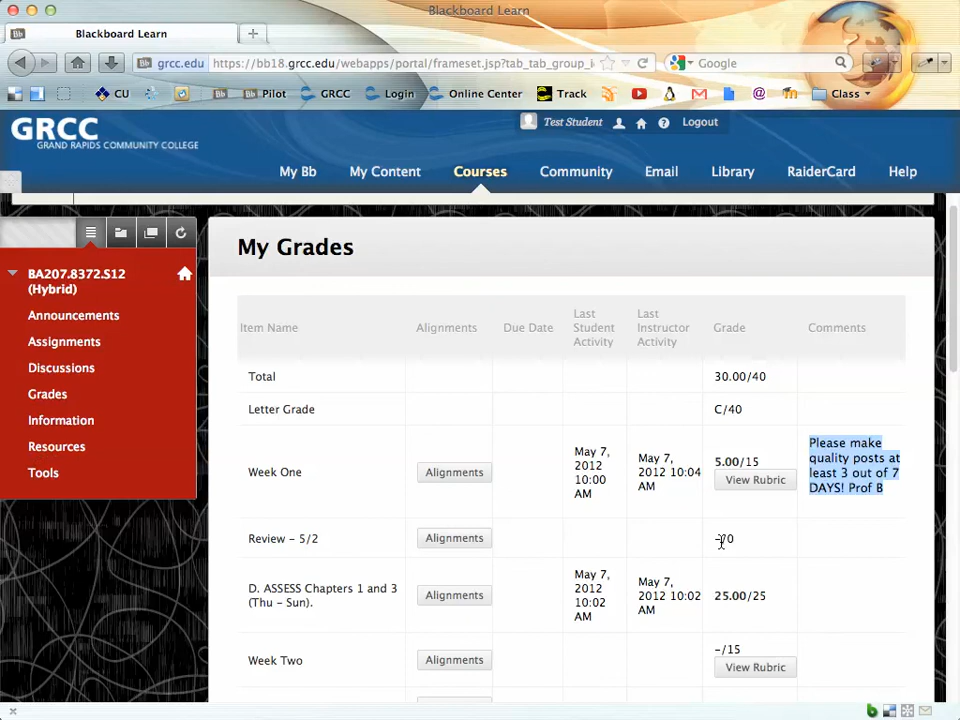 Blackboard Learn
Bb Blackboard Learn +
Bb grcc.edu https://bb18.grcc.edu/webapps/portal/frameset.jsp?tab_tab_group_i Google
CU Bb Bb Pilot GRCC Login Online Center Track Class
GRCC
GRAND RAPIDS COMMUNITY COLLEGE
Test Student Logout
My Bb My Content Courses Community Email Library RaiderCard Help
BA207.8372.S12
(Hybrid)
Announcements
Assignments
Discussions
Grades
Information
Resources
Tools
My Grades
Item Name Alignments Due Date Last Student Activity Last Instructor Activity Grade Comments
Total 30.00/40
Letter Grade C/40
Week One Alignments May 7, 2012 10:00 AM May 7, 2012 10:04 AM 5.00/15 View Rubric Please make quality posts at least 3 out of 7 DAYS! Prof B
Review - 5/2 Alignments -/0
D. ASSESS Chapters 1 and 3 (Thu - Sun). Alignments May 7, 2012 10:02 AM May 7, 2012 10:02 AM 25.00/25
Week Two Alignments -/15 View Rubric